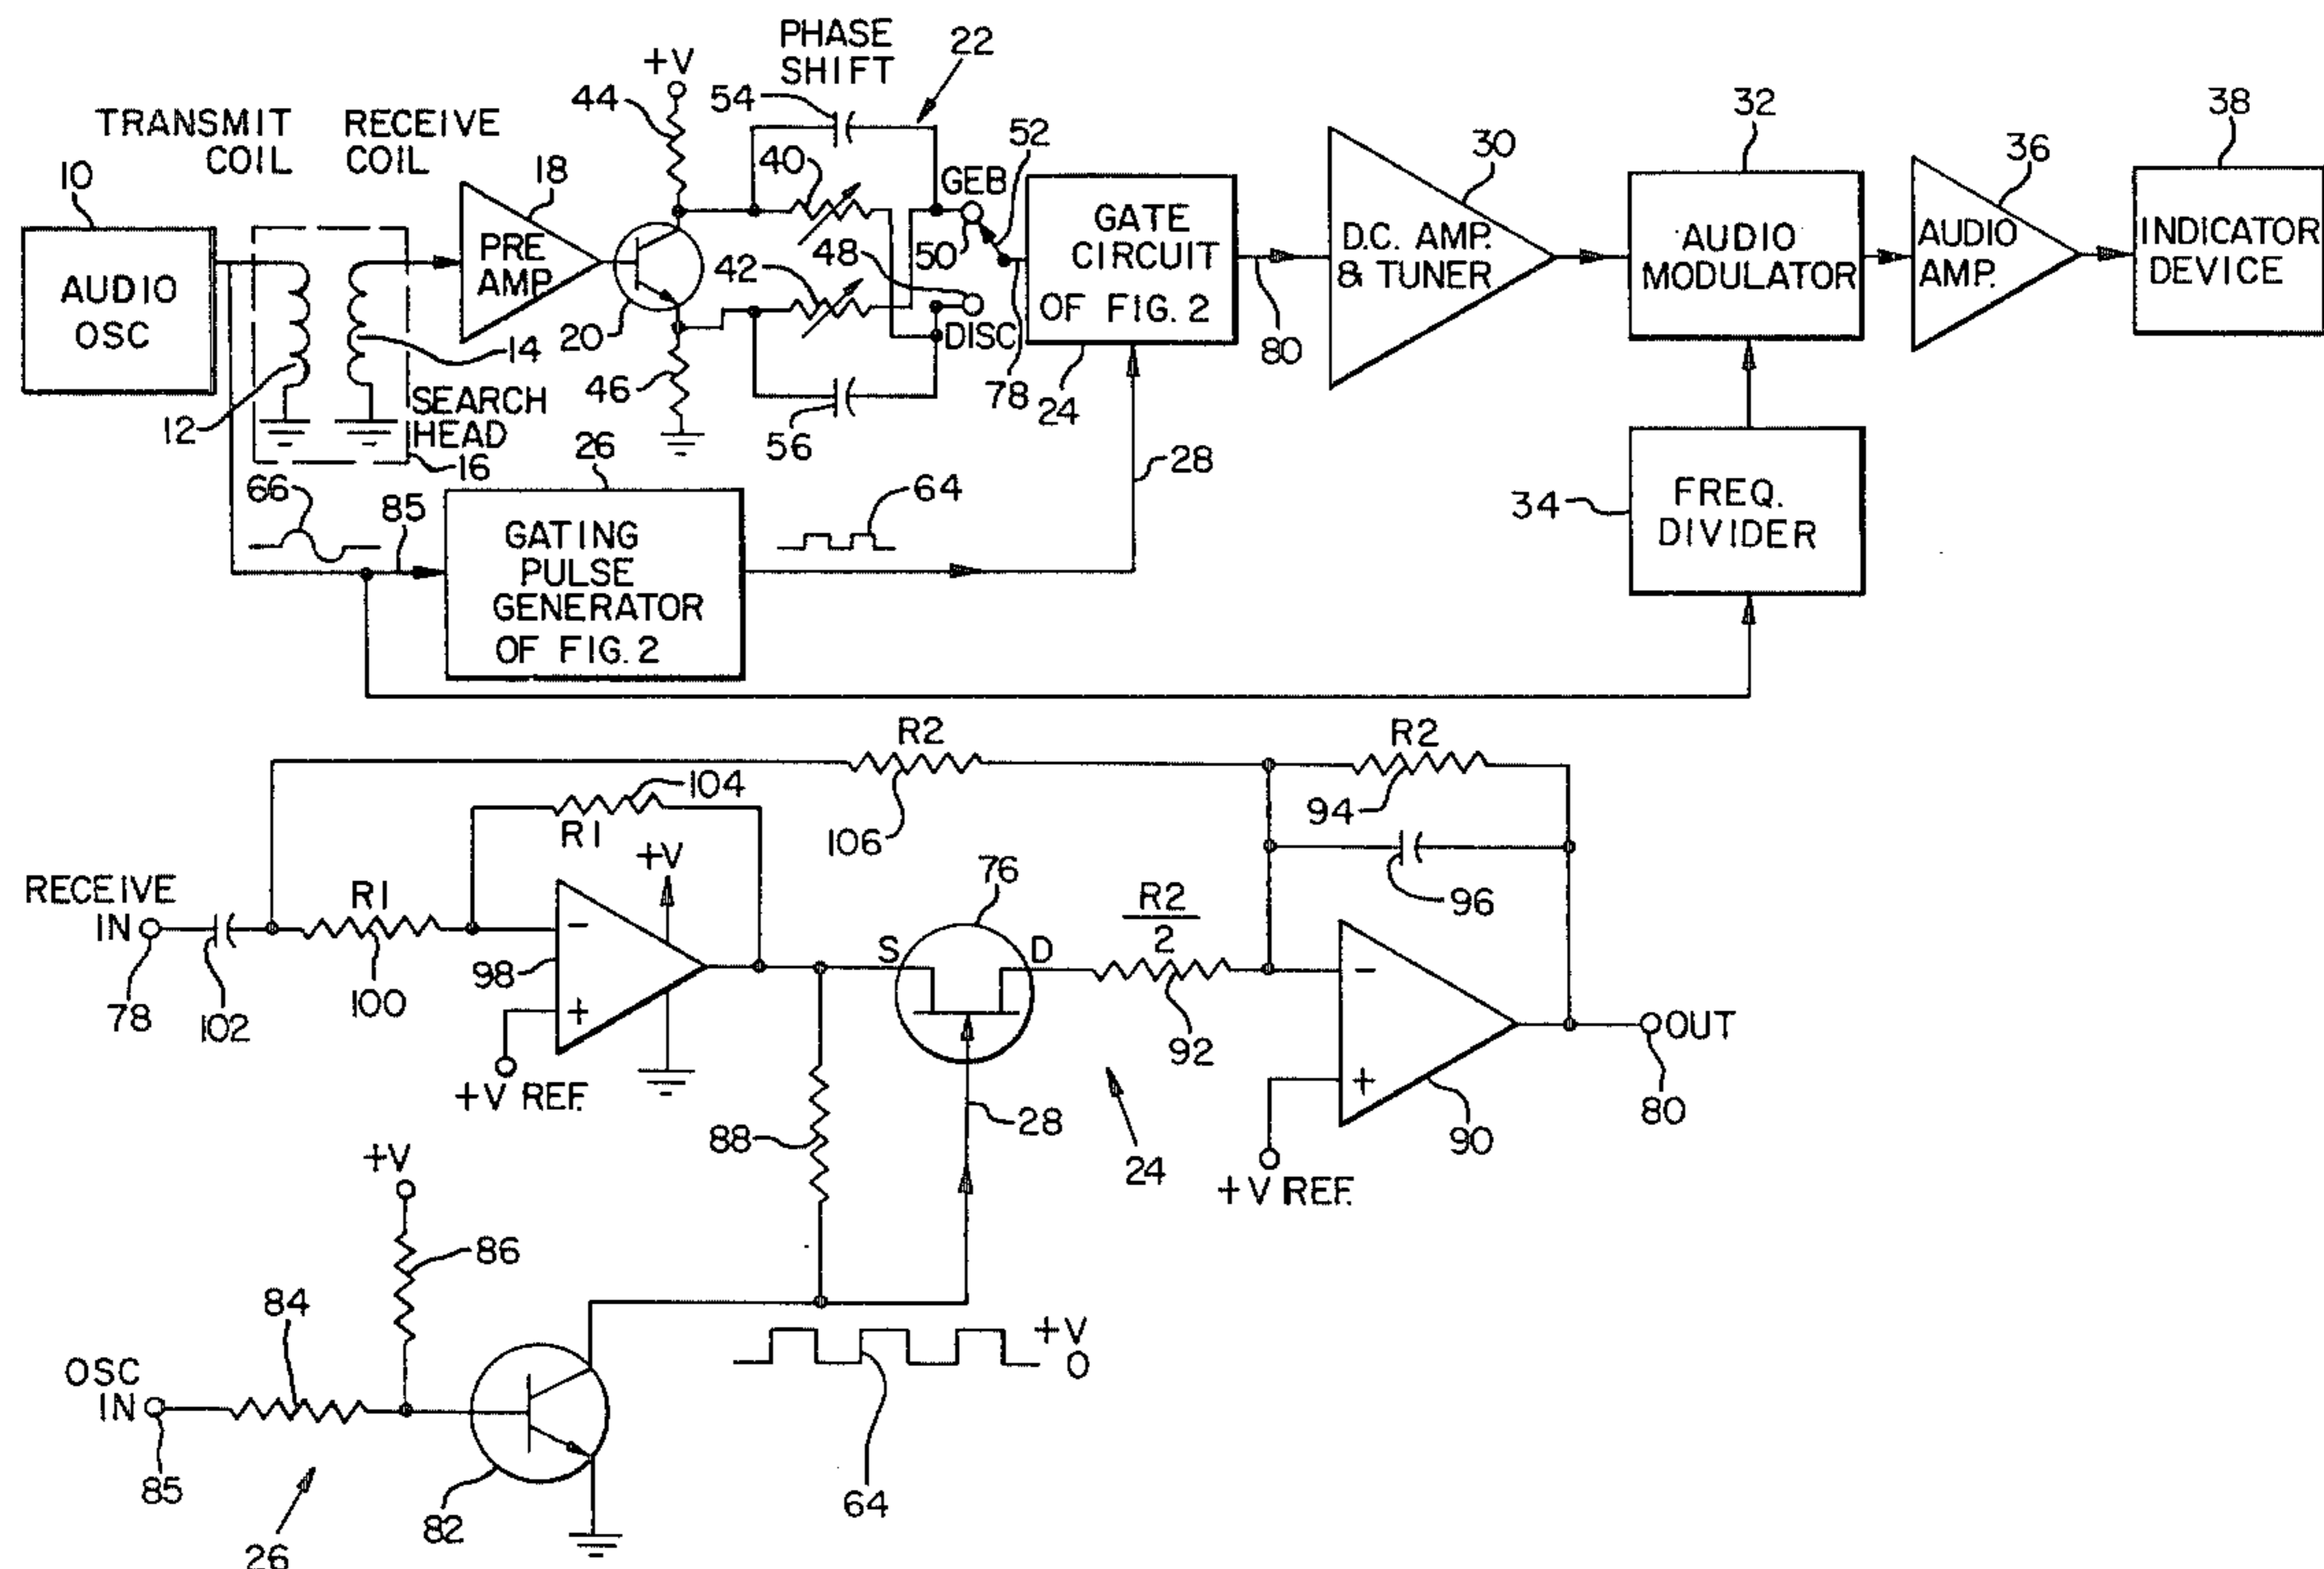 PHASE
SHIFT
22
+V
44
54
TRANSMIT
COIL
RECEIVE
COIL
10
18
40
GEB
52
30
32
36
38
AUDIO
OSC
PRE
AMP.
42
48
50
GATE
CIRCUIT
OF FIG. 2
D.C. AMP.
& TUNER
AUDIO
MODULATOR
AUDIO
AMP.
INDICATOR
DEVICE
14
20
DISC
80
12
SEARCH
HEAD
16
46
56
78
24
66
85
26
64
28
34
FREQ.
DIVIDER
GATING
PULSE
GENERATOR
OF FIG. 2
R2
R2
104
R1
106
94
+V
76
RECEIVE
IN
R1
96
R2
2
S
D
98
78
102
100
+V REF.
92
OUT
80
88
28
24
90
+V
+V REF.
86
84
OSC
IN
+V
0
85
82
64
26